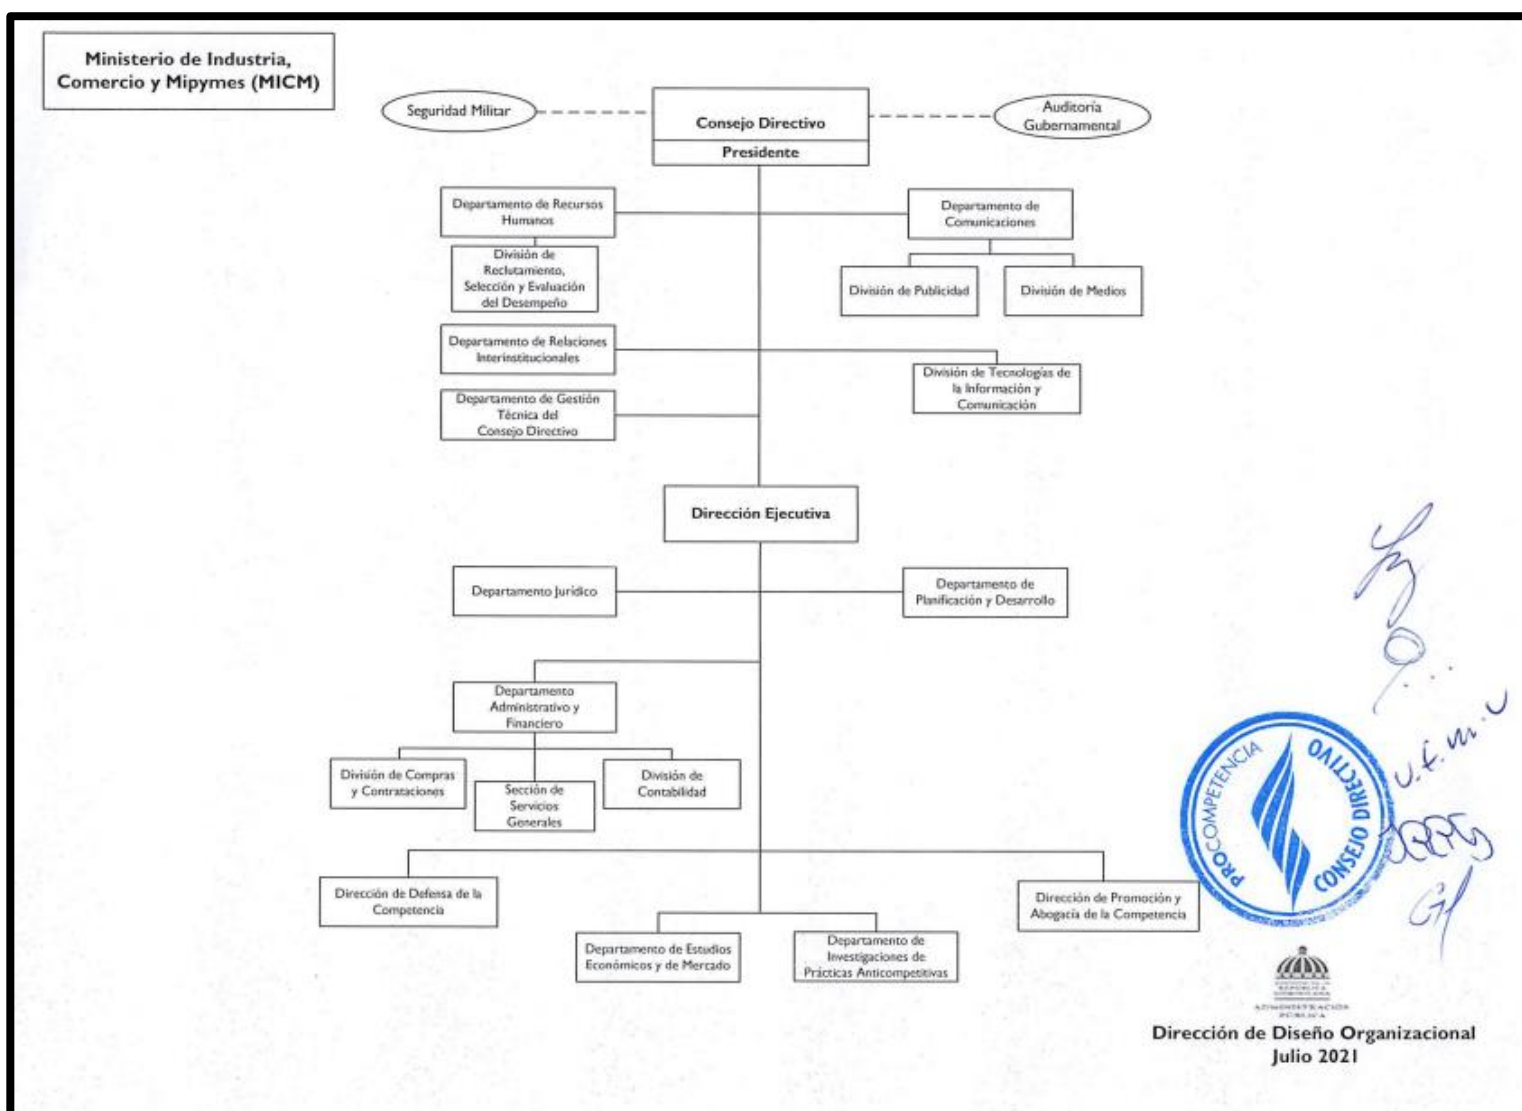 Ministerio de Industria,
Comercio y Mipymes (MICM)
Seguridad Militar
Consejo Directivo
Presidente
Auditoría
Gubernamental
Departamento de Recursos
Humanos
Departamento de
Comunicaciones
División de
Reclutamiento,
Selección y Evaluación
del Desempeño
División de Publicidad
División de Medios
Departamento de Relaciones
Interinstitucionales
División de Tecnologías de
la Información y
Comunicación
Departamento de Gestión
Técnica del
Consejo Directivo
Dirección Ejecutiva
Departamento Jurídico
Departamento de
Planificación y Desarrollo
Departamento
Administrativo y
Financiero
División de Compras
y Contrataciones
Sección de
Servicios
Generales
División de
Contabilidad
Dirección de Defensa de la
Competencia
Dirección de Promoción y
Abogacía de la Competencia
Departamento de Estudios
Económicos y de Mercado
Departamento de
Investigaciones de
Prácticas Anticompetitivas
PROCOMPETENCIA
CONSEJO DIRECTIVO
ADMINISTRACIÓN
PÚBLICA
Dirección de Diseño Organizacional
Julio 2021